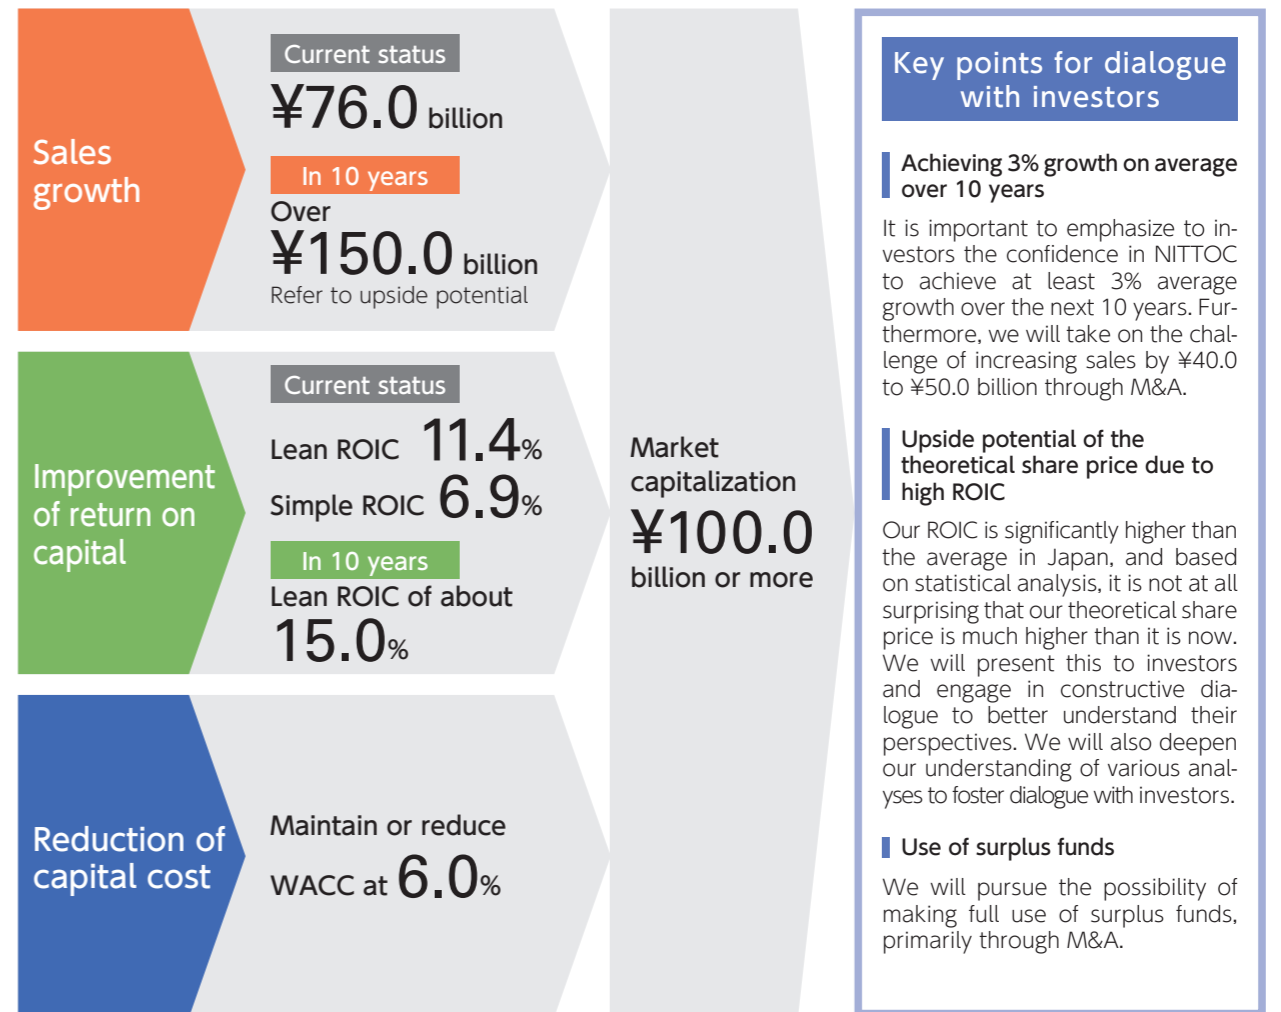 Sales
growth
Current status
¥76.0 billion
In 10 years
Over
¥150.0 billion
Refer to upside potential
Improvement
of return on
capital
Current status
Lean ROIC 11.4%
Simple ROIC 6.9%
In 10 years
Lean ROIC of about
15.0%
Reduction of
capital cost
Maintain or reduce
WACC at 6.0%
Market
capitalization
¥100.0
billion or more
Key points for dialogue
with investors
Achieving 3% growth on average
over 10 years
It is important to emphasize to in-
vestors the confidence in NITTOC
to achieve at least 3% average
growth over the next 10 years. Fur-
thermore, we will take on the chal-
lenge of increasing sales by ¥40.0
to ¥50.0 billion through M&A.
Upside potential of the
theoretical share price due to
high ROIC
Our ROIC is significantly higher than
the average in Japan, and based
on statistical analysis, it is not at all
surprising that our theoretical share
price is much higher than it is now.
We will present this to investors
and engage in constructive dia-
logue to better understand their
perspectives. We will also deepen
our understanding of various anal-
yses to foster dialogue with investors.
Use of surplus funds
We will pursue the possibility of
making full use of surplus funds,
primarily through M&A.